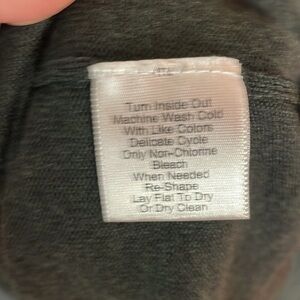 Turn Inside Out
Machine Wash Cold
With Like Colors
Delicate Cycle
Only Non-Chlorine
Bleach
When Needed
Re-Shape
Lay Flat To Dry
Or Dry Clean